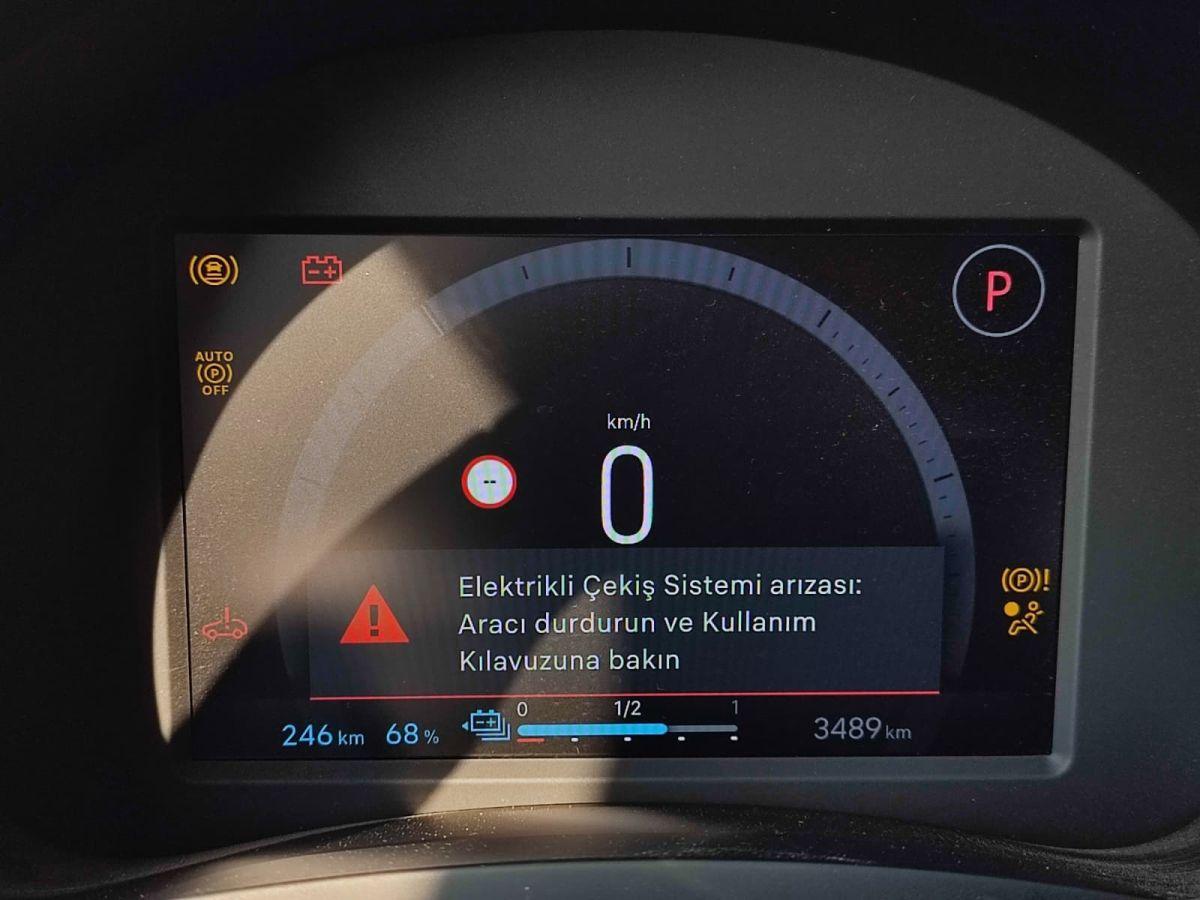 P
AUTO
(P)
OFF
km/h
--
0
Elektrikli Çekiş Sistemi arızası:
Aracı durdurun ve Kullanım
Kılavuzuna bakın
(P)!
0 1/2 1
246 km 68 % 3489 km